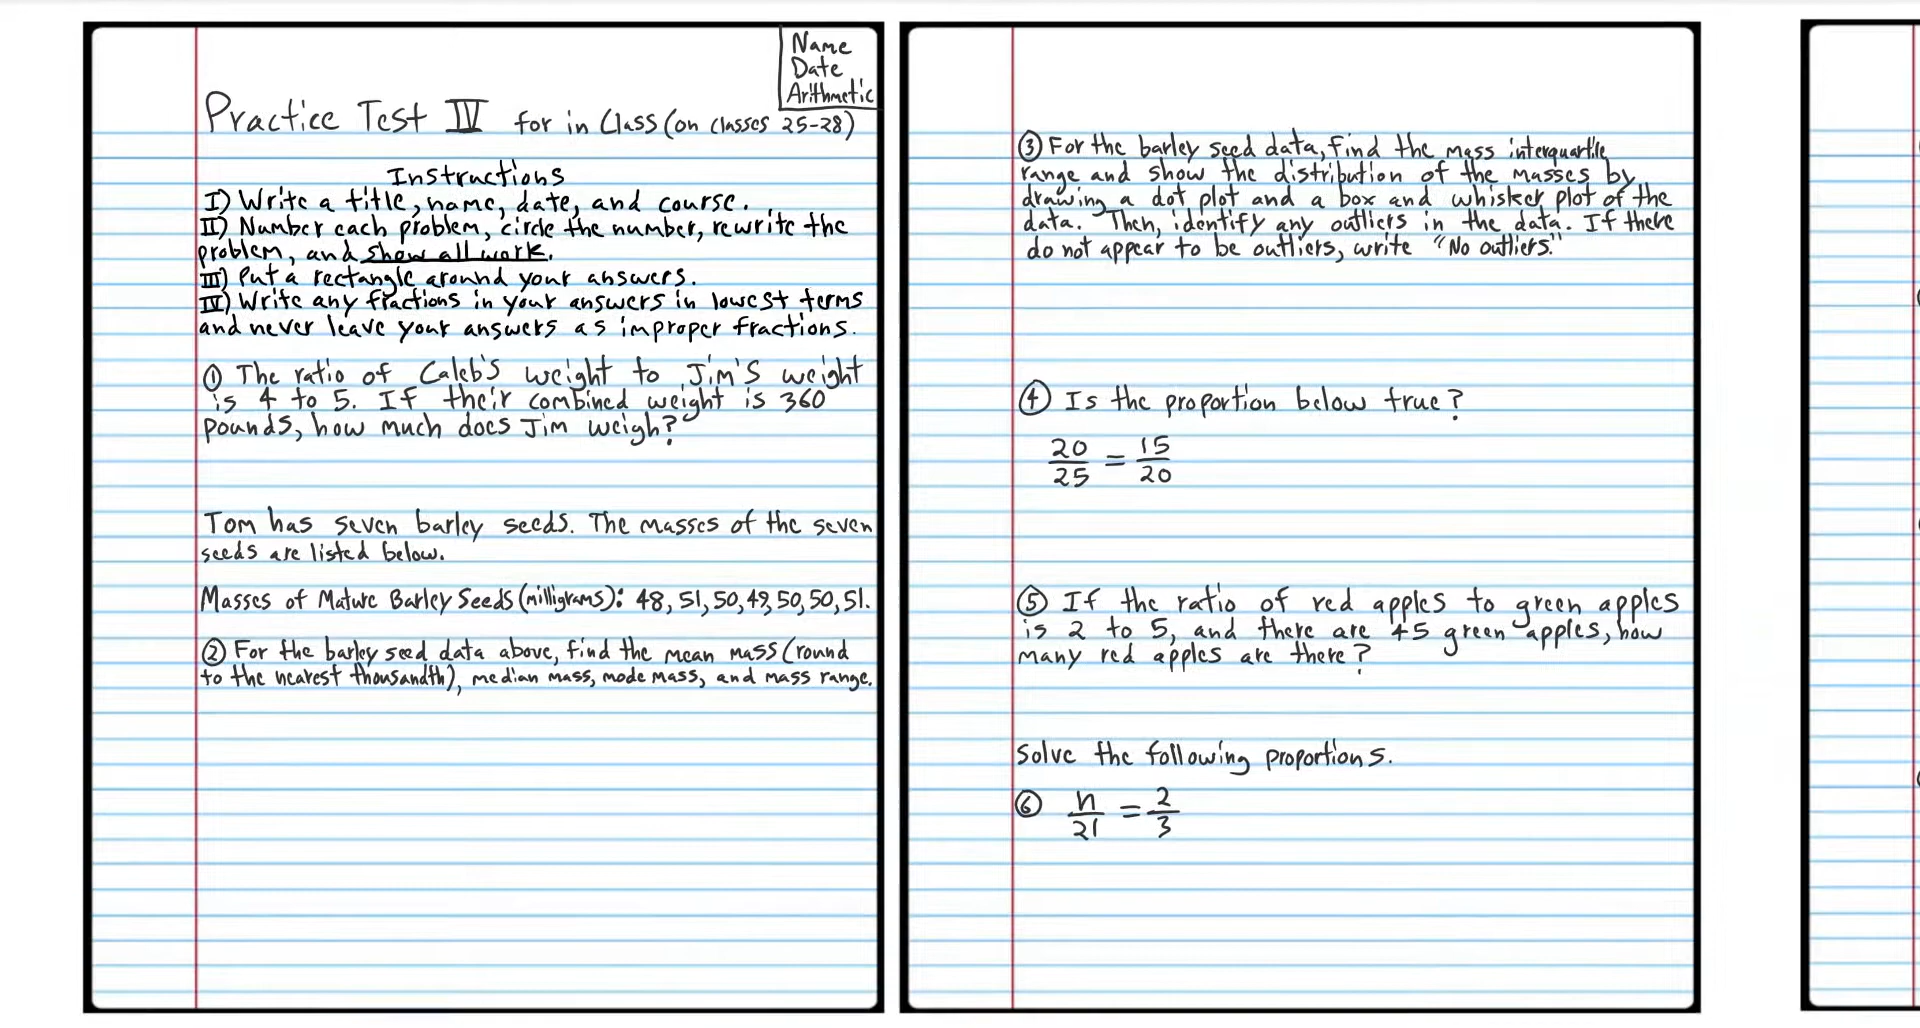 Name
Date
Arithmetic
Practice Test IV for in Class (on classes 25-28)
Instructions
I) Write a title, name, date, and course.
II) Number each problem, circle the number, rewrite the
problem, and show all work.
III) Put a rectangle around your answers.
IV) Write any fractions in your answers in lowest terms
and never leave your answers as improper fractions.
① The ratio of Caleb's weight to Jim's weight
is 4 to 5. If their combined weight is 360
pounds, how much does Jim weigh?
Tom has seven barley seeds. The masses of the seven
seeds are listed below.
Masses of Mature Barley Seeds (milligrams): 48, 51, 50, 49, 50, 50, 51.
② For the barley seed data above, find the mean mass (round
to the nearest thousandth), median mass, mode mass, and mass range.
③ For the barley seed data, find the mass interquartile
range and show the distribution of the masses by
drawing a dot plot and a box and whisker plot of the
data. Then, identify any outliers in the data. If there
do not appear to be outliers, write "No outliers."
④ Is the proportion below true?
20/25 = 15/20
⑤ If the ratio of red apples to green apples
is 2 to 5, and there are 45 green apples, how
many red apples are there?
Solve the following proportions.
⑥ n/21 = 2/3